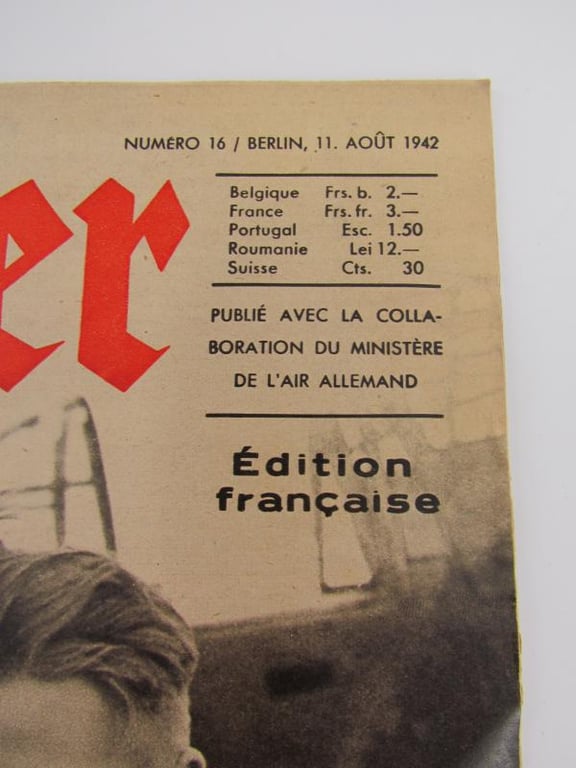 NUMÉRO 16 / BERLIN, 11. AOÛT 1942
er
Belgique Frs. b. 2.—
France Frs. fr. 3.—
Portugal Esc. 1.50
Roumanie Lei 12.—
Suisse Cts. 30
PUBLIÉ AVEC LA COLLA-
BORATION DU MINISTÈRE
DE L'AIR ALLEMAND
Édition
française